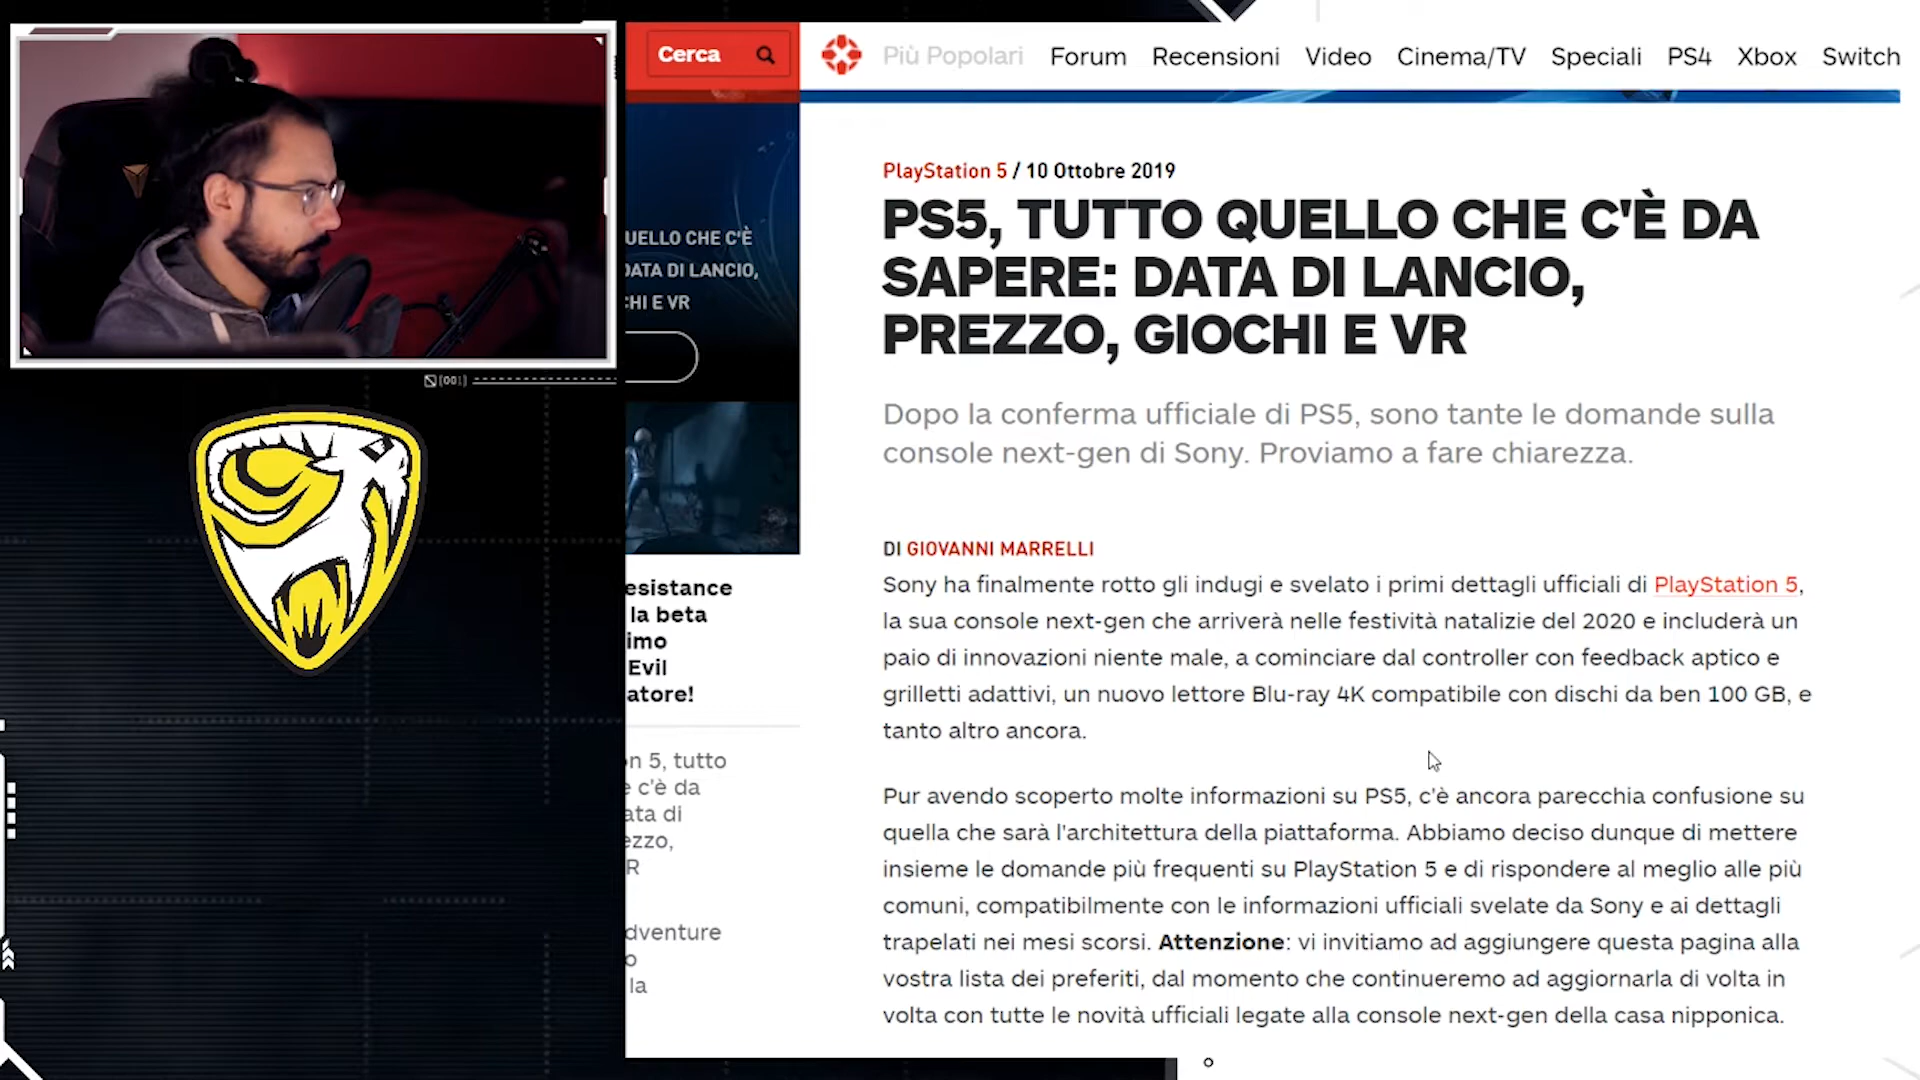 Cerca
Più Popolari Forum Recensioni Video Cinema/TV Speciali PS4 Xbox Switch
PlayStation 5 / 10 Ottobre 2019
PS5, TUTTO QUELLO CHE C'È DA
SAPERE: DATA DI LANCIO,
PREZZO, GIOCHI E VR
Dopo la conferma ufficiale di PS5, sono tante le domande sulla
console next-gen di Sony. Proviamo a fare chiarezza.
DI GIOVANNI MARRELLI
Sony ha finalmente rotto gli indugi e svelato i primi dettagli ufficiali di PlayStation 5,
la sua console next-gen che arriverà nelle festività natalizie del 2020 e includerà un
paio di innovazioni niente male, a cominciare dal controller con feedback aptico e
grilletti adattivi, un nuovo lettore Blu-ray 4K compatibile con dischi da ben 100 GB, e
tanto altro ancora.
Pur avendo scoperto molte informazioni su PS5, c'è ancora parecchia confusione su
quella che sarà l'architettura della piattaforma. Abbiamo deciso dunque di mettere
insieme le domande più frequenti su PlayStation 5 e di rispondere al meglio alle più
comuni, compatibilmente con le informazioni ufficiali svelate da Sony e ai dettagli
trapelati nei mesi scorsi. Attenzione: vi invitiamo ad aggiungere questa pagina alla
vostra lista dei preferiti, dal momento che continueremo ad aggiornarla di volta in
volta con tutte le novità ufficiali legate alla console next-gen della casa nipponica.
UELLO CHE C'È
DATA DI LANCIO,
CHI E VR
[001]
esistance
la beta
imo
Evil
atore!
n 5, tutto
e c'è da
ata di
ezzo,
R
dventure
o
la